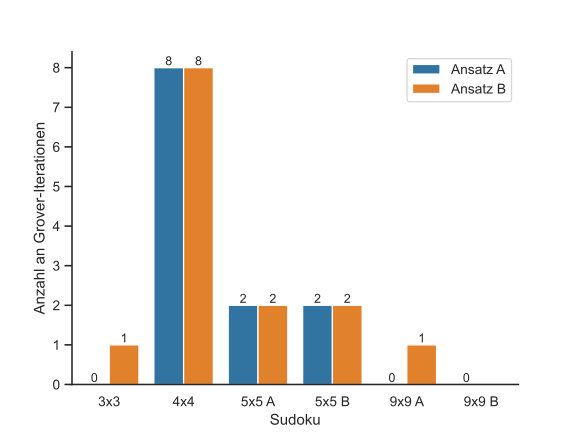 Ansatz A
Ansatz B
Anzahl an Grover-Iterationen
8
7
6
5
4
3
2
1
0
0
1
8
8
2
2
2
2
0
1
0
3x3
4x4
5x5 A
5x5 B
9x9 A
9x9 B
Sudoku